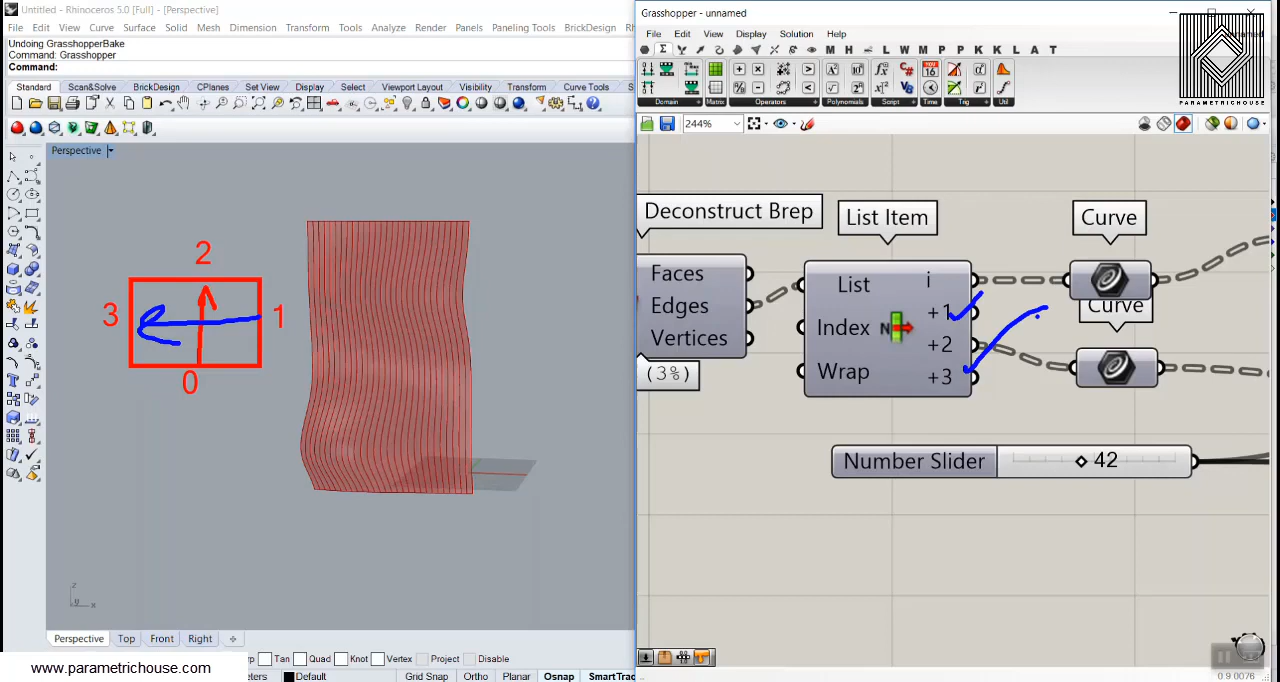 Untitled - Rhinoceros 5.0 [Full] - [Perspective]
File Edit View Curve Surface Solid Mesh Dimension Transform Tools Analyze Render Panels Paneling Tools BrickDesign
Undoing GrasshopperBake
Command: Grasshopper
Command:
Standard Scan&Solve BrickDesign CPlanes Set View Display Select Viewport Layout Visibility Transform Curve Tools
Perspective
2
3
1
0
z
y x
Perspective Top Front Right
Tan Quad Knot Vertex Project Disable
www.parametrichouse.com
Default Grid Snap Ortho Planar Osnap SmartTrac
Grasshopper - unnamed
File Edit View Display Solution Help
M H L W M P P K K L A T
Domain Matrix Operators Polynomials Script Time Trig Util
PARAMETRICHOUSE
244%
Deconstruct Brep
List Item
Curve
Faces
Edges
Vertices
(3%)
List
Index
Wrap
N
i
+1
+2
+3
Curve
Number Slider
42
0.9.0076